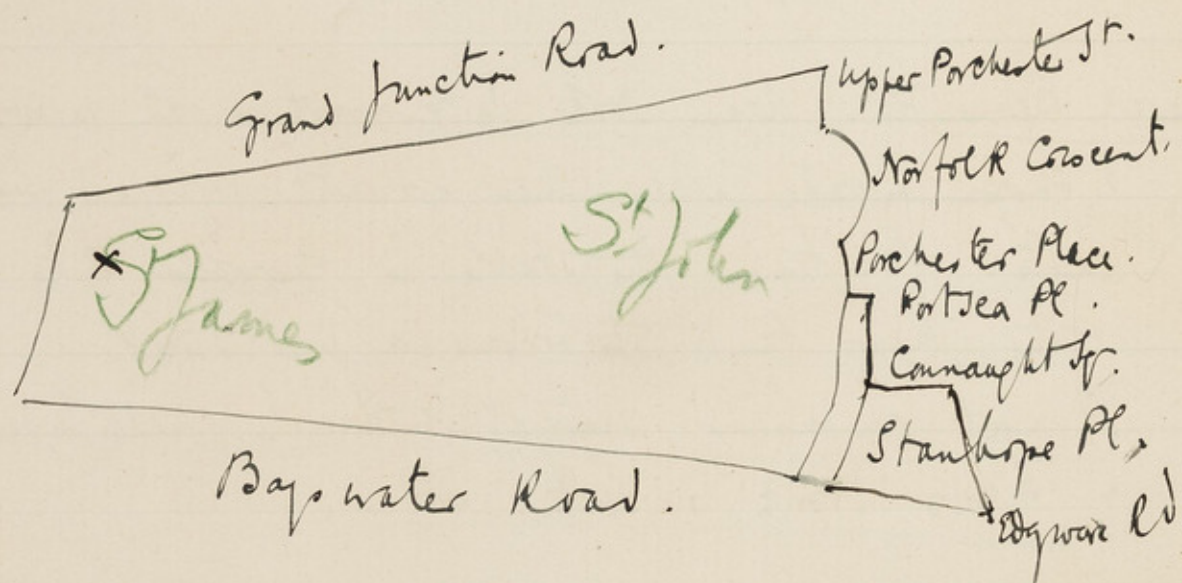 Grand Junction Road.
Upper Porchester St.
Norfolk Crescent.
x St James
St John
Porchester Place.
Portsea Pl.
Connaught Sq.
Stanhope Pl,
Bayswater Road.
Edgware Rd